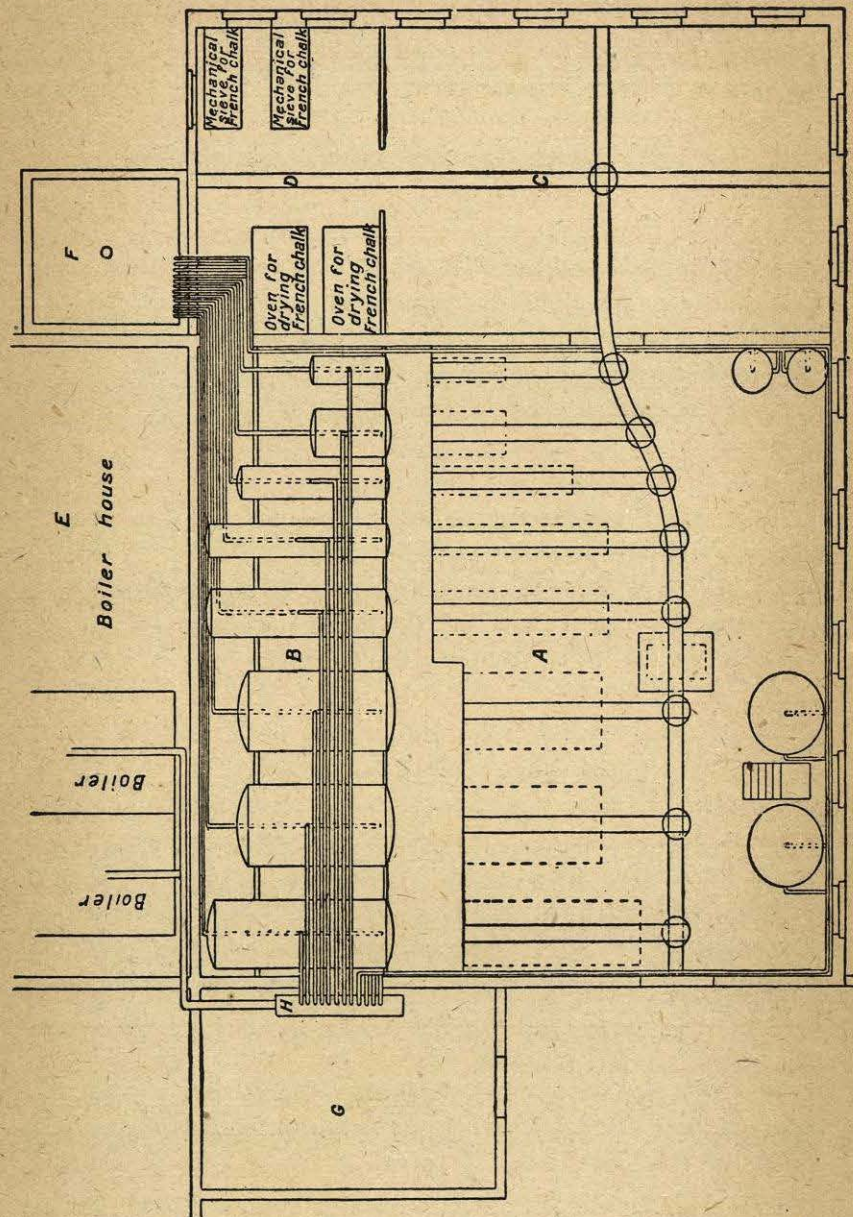 Mechanical
sieve for
French chalk
Mechanical
sieve for
French chalk
D
C
F
Oven for
drying
French chalk
Oven for
drying
French chalk
E
Boiler house
B
A
Boiler
Boiler
H
G